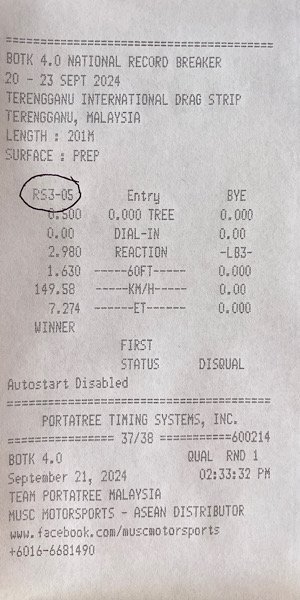 ========================================
BOTK 4.0 NATIONAL RECORD BREAKER
20 - 23 SEPT 2024
TERENGGANU INTERNATIONAL DRAG STRIP
TERENGGANU, MALAYSIA
LENGTH : 201M
SURFACE : PREP
RS3-05 Entry BYE
0.500 0.000 TREE 0.000
0.00 DIAL-IN 0.00
2.980 REACTION -LB3-
1.630 ------60FT------ 0.000
149.58 ------KM/H----- 0.00
7.274 -------ET------- 0.000
WINNER
FIRST
STATUS DISQUAL
Autostart Disabled
========================================
PORTATREE TIMING SYSTEMS, INC.
================ 37/38 ===========600214
BOTK 4.0 QUAL RND 1
September 21, 2024 02:33:32 PM
TEAM PORTATREE MALAYSIA
MUSC MOTORSPORTS - ASEAN DISTRIBUTOR
www.facebook.com/muscmotorsports
+6016-6681490